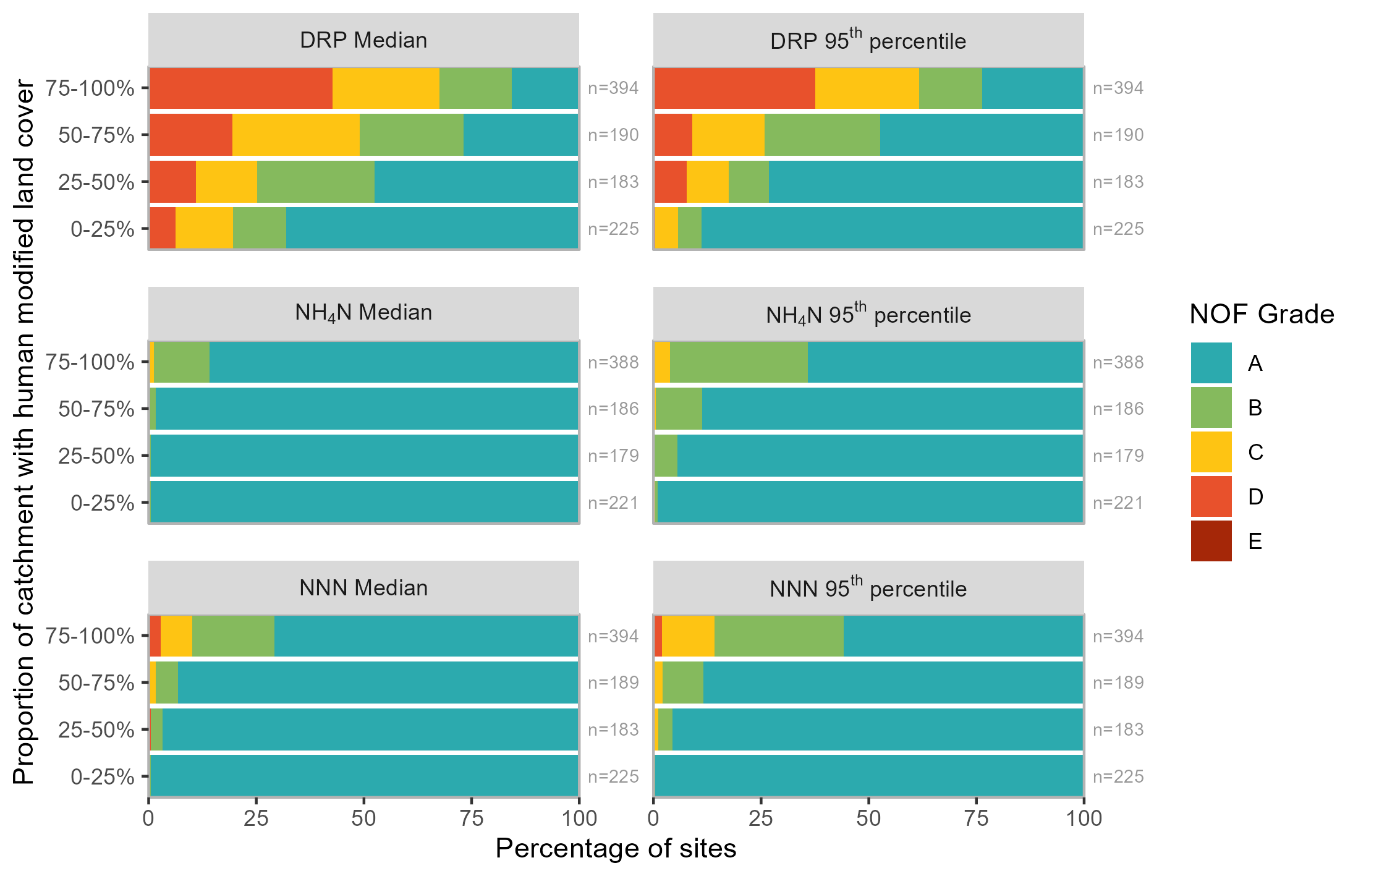 DRP Median
DRP 95th percentile
75-100%
n=394
n=394
50-75%
n=190
n=190
25-50%
n=183
n=183
0-25%
n=225
n=225
NH₄N Median
NH₄N 95th percentile
75-100%
n=388
n=388
50-75%
n=186
n=186
25-50%
n=179
n=179
0-25%
n=221
n=221
NNN Median
NNN 95th percentile
75-100%
n=394
n=394
50-75%
n=189
n=189
25-50%
n=183
n=183
0-25%
n=225
n=225
0 25 50 75 100
0 25 50 75 100
Percentage of sites
Proportion of catchment with human modified land cover
NOF Grade
A
B
C
D
E